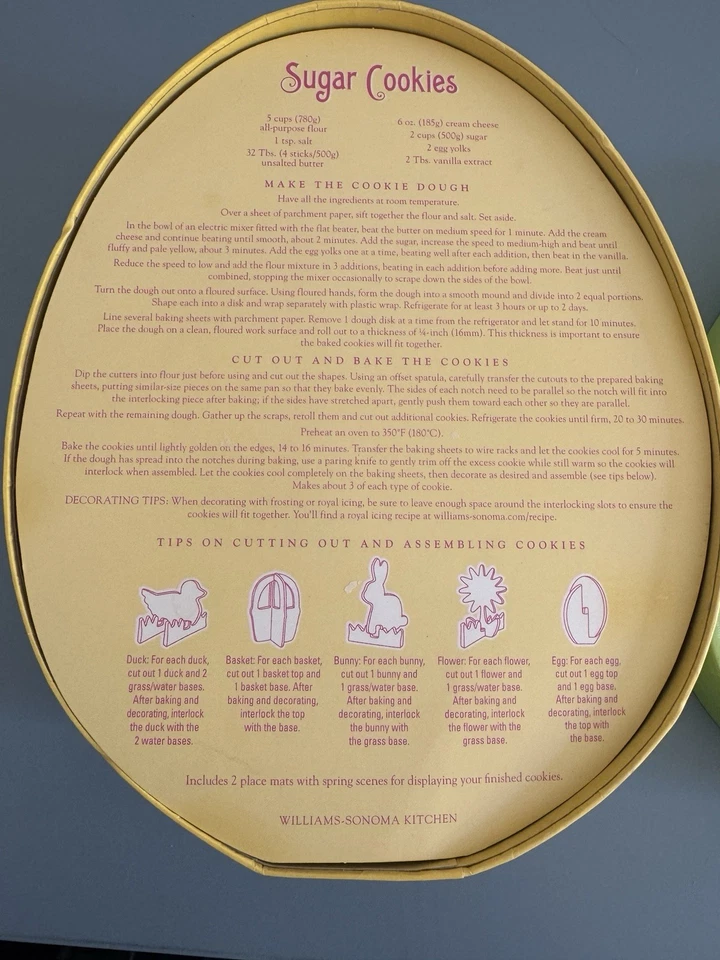 Sugar Cookies
5 cups (780g)
all-purpose flour
1 tsp. salt
32 Tbs. (4 sticks/500g)
unsalted butter
6 oz. (185g) cream cheese
2 cups (500g) sugar
2 egg yolks
2 Tbs. vanilla extract
MAKE THE COOKIE DOUGH
Have all the ingredients at room temperature.
Over a sheet of parchment paper, sift together the flour and salt. Set aside.
In the bowl of an electric mixer fitted with the flat beater, beat the butter on medium speed for 1 minute. Add the cream
cheese and continue beating until smooth, about 2 minutes. Add the sugar, increase the speed to medium-high and beat until
fluffy and pale yellow, about 3 minutes. Add the egg yolks one at a time, beating well after each addition, then beat in the vanilla.
Reduce the speed to low and add the flour mixture in 3 additions, beating in each addition before adding more. Beat just until
combined, stopping the mixer occasionally to scrape down the sides of the bowl.
Turn the dough out onto a floured surface. Using floured hands, form the dough into a smooth mound and divide into 2 equal portions.
Shape each into a disk and wrap separately with plastic wrap. Refrigerate for at least 3 hours or up to 2 days.
Line several baking sheets with parchment paper. Remove 1 dough disk at a time from the refrigerator and let stand for 10 minutes.
Place the dough on a clean, floured work surface and roll out to a thickness of ¼-inch (16mm). This thickness is important to ensure
the baked cookies will fit together.
CUT OUT AND BAKE THE COOKIES
Dip the cutters into flour just before using and cut out the shapes. Using an offset spatula, carefully transfer the cutouts to the prepared baking
sheets, putting similar-size pieces on the same pan so that they bake evenly. The sides of each notch need to be parallel so the notch will fit into
the interlocking piece after baking; if the sides have stretched apart, gently push them toward each other so they are parallel.
Repeat with the remaining dough. Gather up the scraps, reroll them and cut out additional cookies. Refrigerate the cookies until firm, 20 to 30 minutes.
Preheat an oven to 350°F (180°C).
Bake the cookies until lightly golden on the edges, 14 to 16 minutes. Transfer the baking sheets to wire racks and let the cookies cool for 5 minutes.
If the dough has spread into the notches during baking, use a paring knife to gently trim off the excess cookie while still warm so the cookies will
interlock when assembled. Let the cookies cool completely on the baking sheets, then decorate as desired and assemble (see tips below).
Makes about 3 of each type of cookie.
DECORATING TIPS: When decorating with frosting or royal icing, be sure to leave enough space around the interlocking slots to ensure the
cookies will fit together. You'll find a royal icing recipe at williams-sonoma.com/recipe.
TIPS ON CUTTING OUT AND ASSEMBLING COOKIES
Duck: For each duck,
cut out 1 duck and 2
grass/water bases.
After baking and
decorating, interlock
the duck with the
2 water bases.
Basket: For each basket,
cut out 1 basket top and
1 basket base. After
baking and decorating,
interlock the top
with the base.
Bunny: For each bunny,
cut out 1 bunny and
1 grass/water base.
After baking and
decorating, interlock
the bunny with
the grass base.
Flower: For each flower,
cut out 1 flower and
1 grass/water base.
After baking and
decorating, interlock
the flower with the
grass base.
Egg: For each egg,
cut out 1 egg top
and 1 egg base.
After baking and
decorating, interlock
the top with
the base.
Includes 2 place mats with spring scenes for displaying your finished cookies.
WILLIAMS-SONOMA KITCHEN